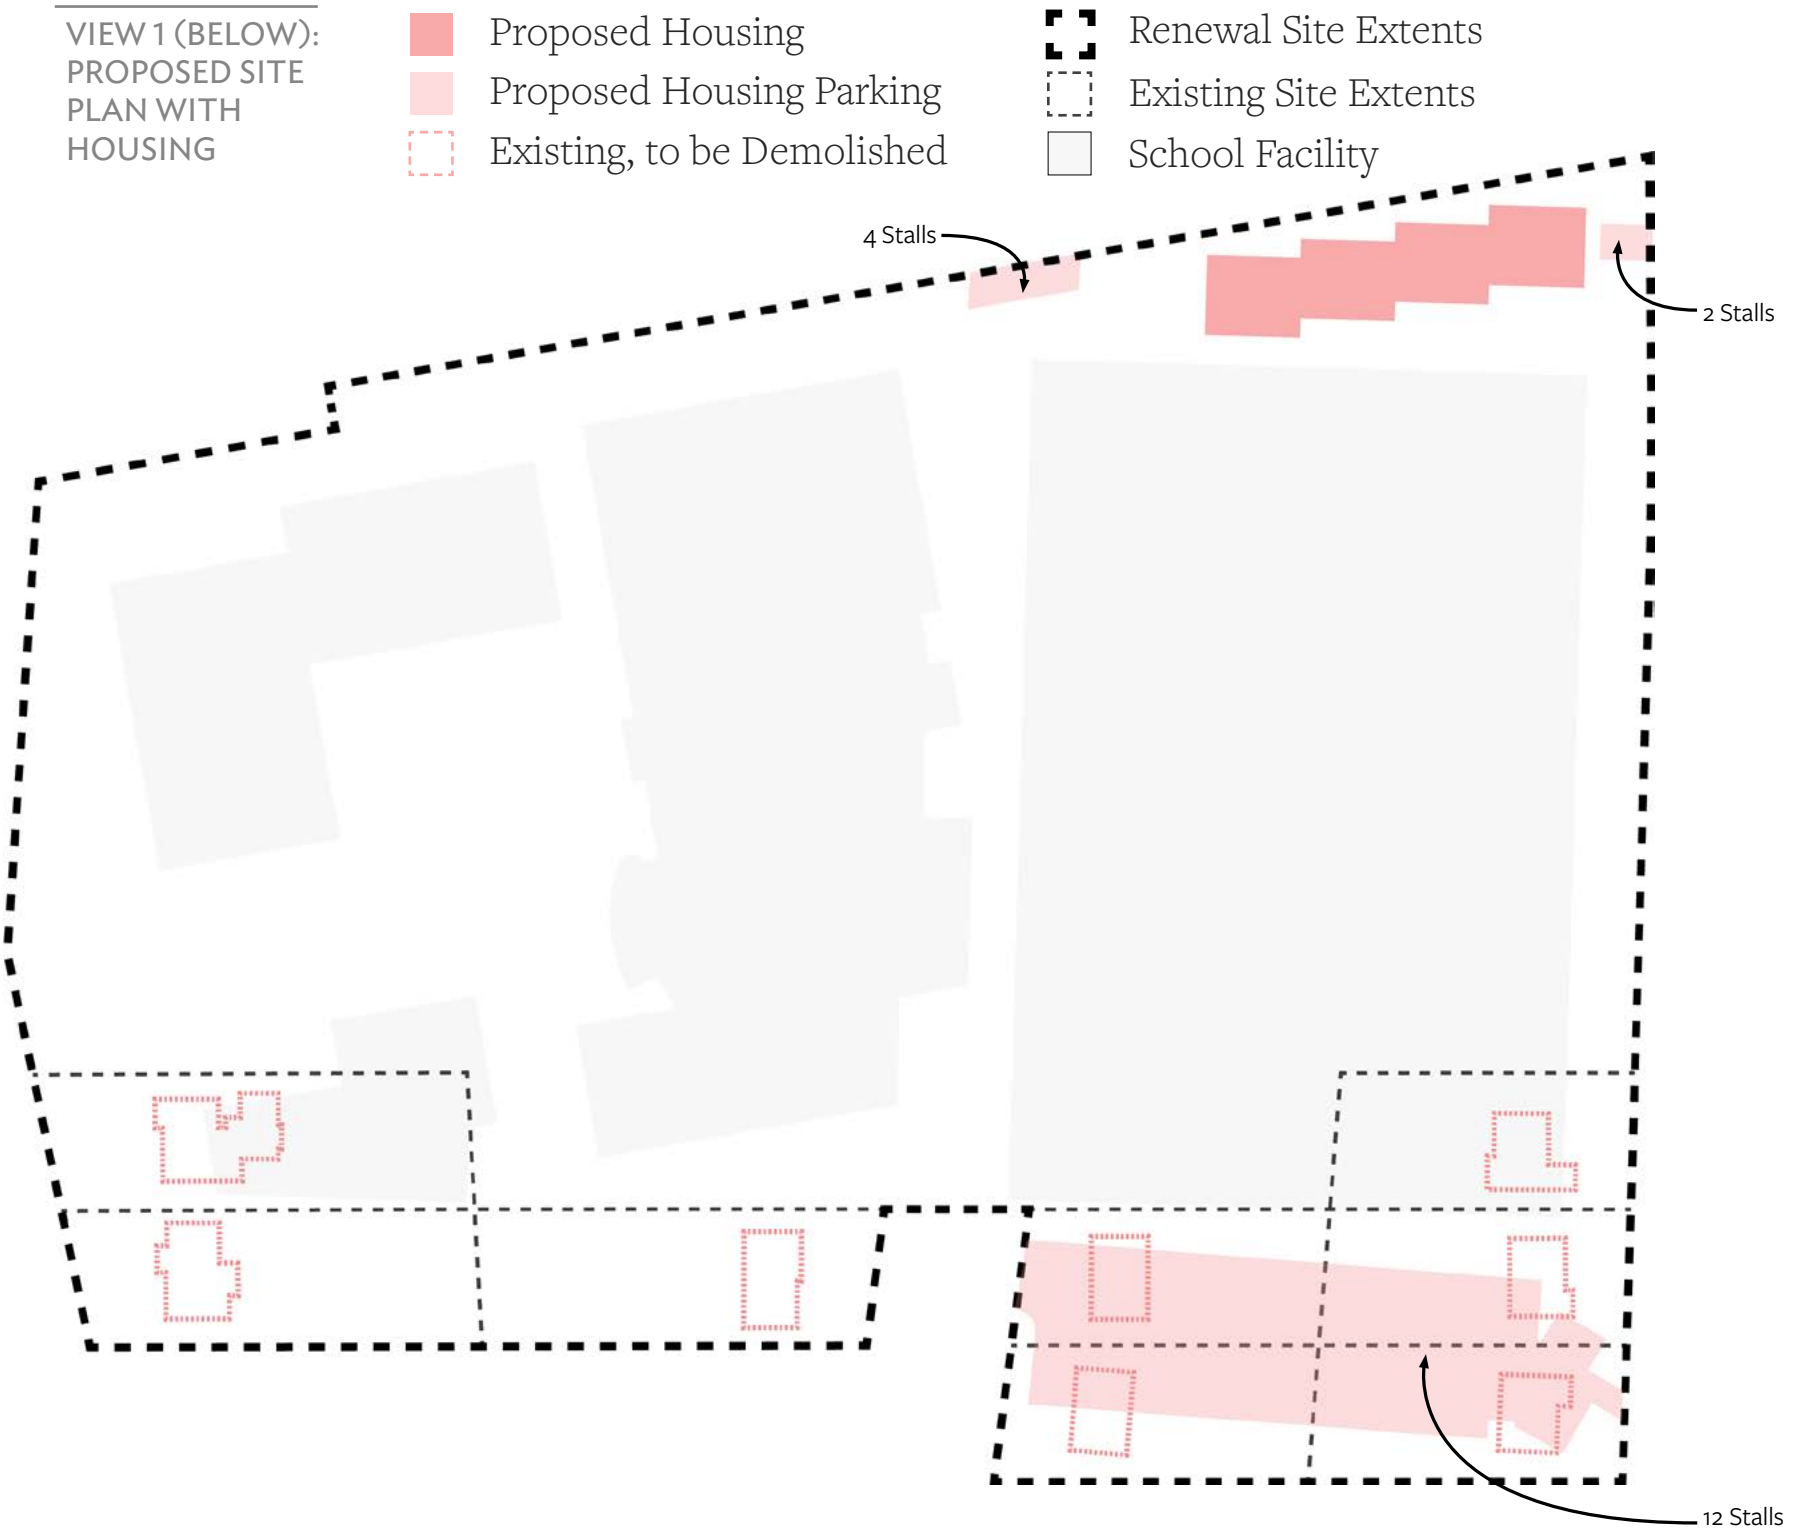 VIEW 1 (BELOW):
PROPOSED SITE
PLAN WITH
HOUSING
Proposed Housing
Proposed Housing Parking
Existing, to be Demolished
Renewal Site Extents
Existing Site Extents
School Facility
4 Stalls
2 Stalls
12 Stalls